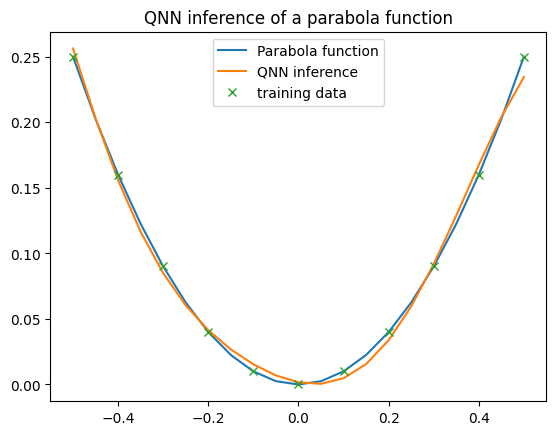 QNN inference of a parabola function
Parabola function
QNN inference
training data
0.25
0.20
0.15
0.10
0.05
0.00
−0.4
−0.2
0.0
0.2
0.4